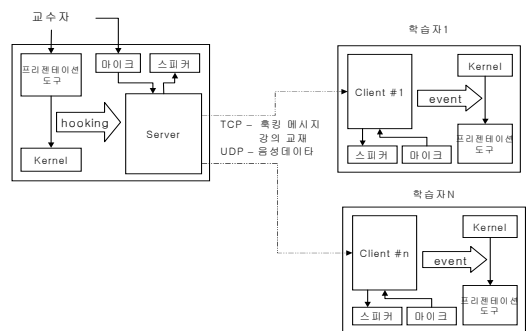 교수자
프리젠테이션
도구
마이크
스피커
hooking
Server
Kernel
TCP – 훅킹 메시지
강의 교재
UDP – 음성데이타
학습자1
Client #1
Kernel
event
프리젠테이션
도구
스피커
마이크
학습자N
Client #n
Kernel
event
프리젠테이션
도구
스피커
마이크